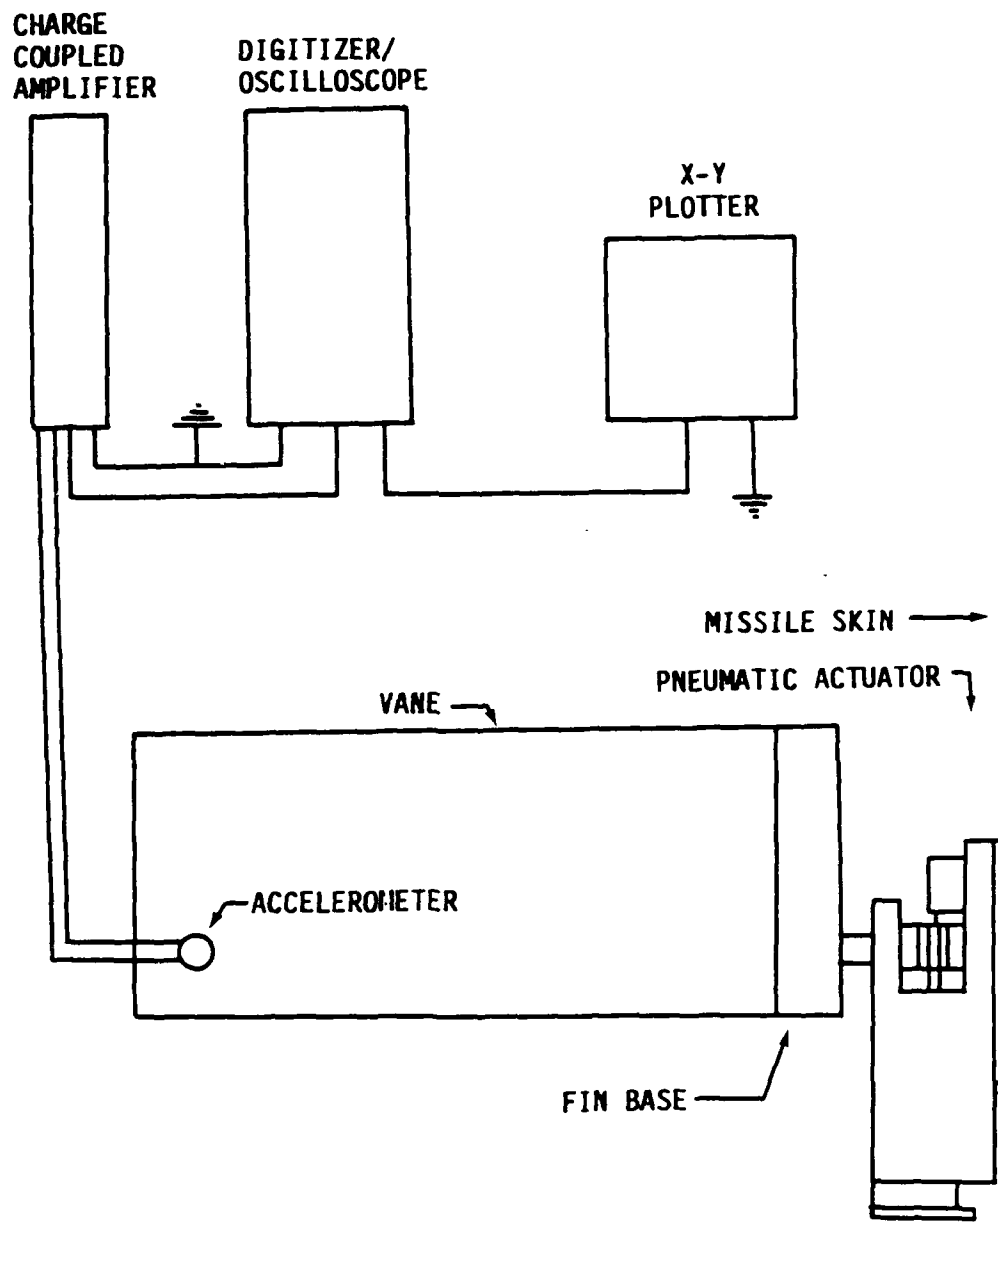 CHARGE
COUPLED
AMPLIFIER
DIGITIZER/
OSCILLOSCOPE
X-Y
PLOTTER
MISSILE SKIN
PNEUMATIC ACTUATOR
VANE
ACCELEROMETER
FIN BASE